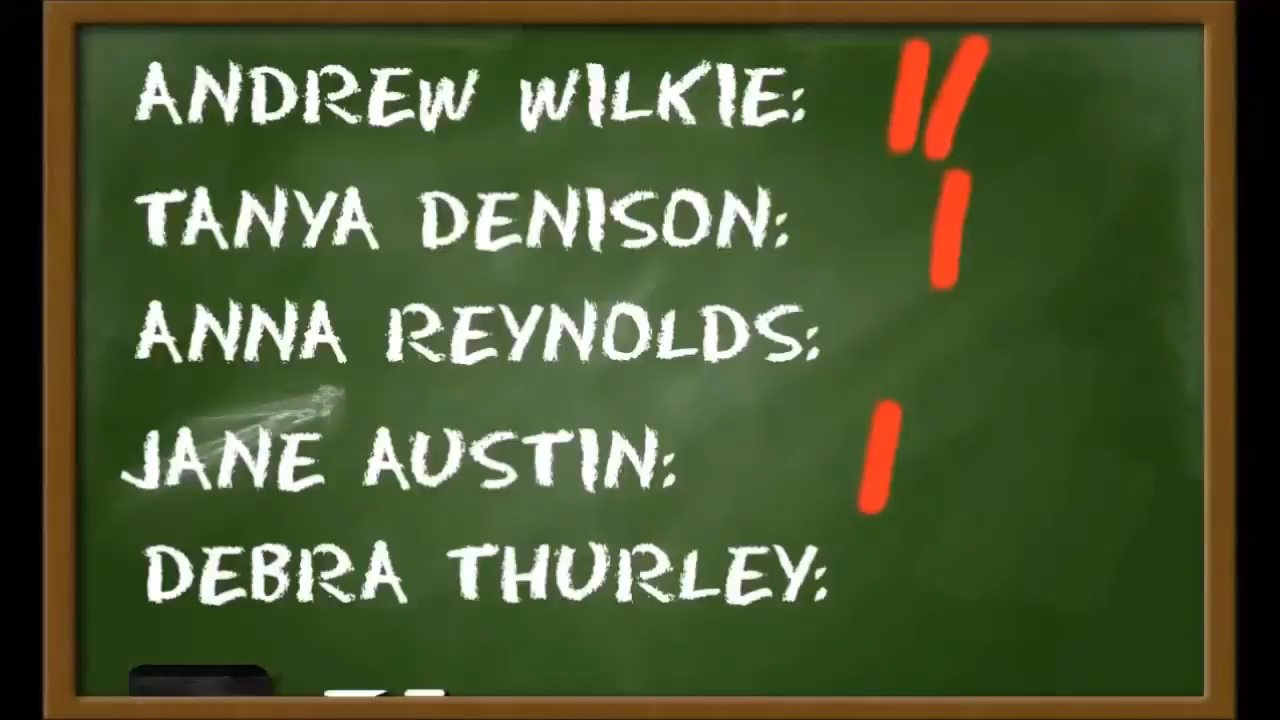 ANDREW WILKIE: ||
TANYA DENISON: |
ANNA REYNOLDS:
JANE AUSTIN: |
DEBRA THURLEY: